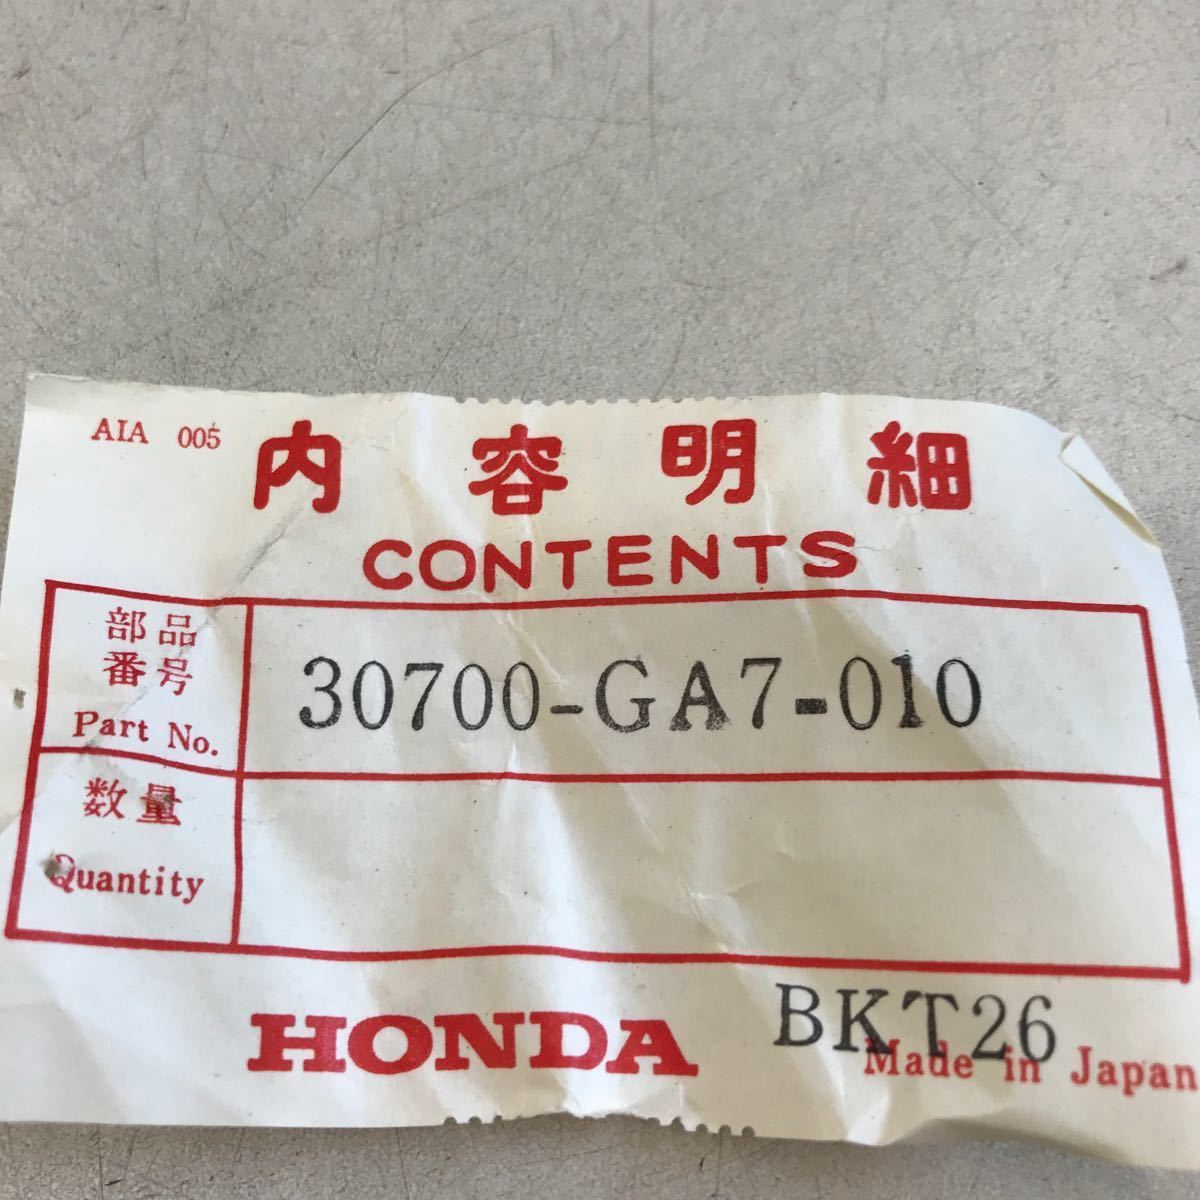 AIA 005
内容明細
CONTENTS
部品
番号
Part No.
30700-GA7-010
数量
Quantity
HONDA
BKT26
Made in Japan